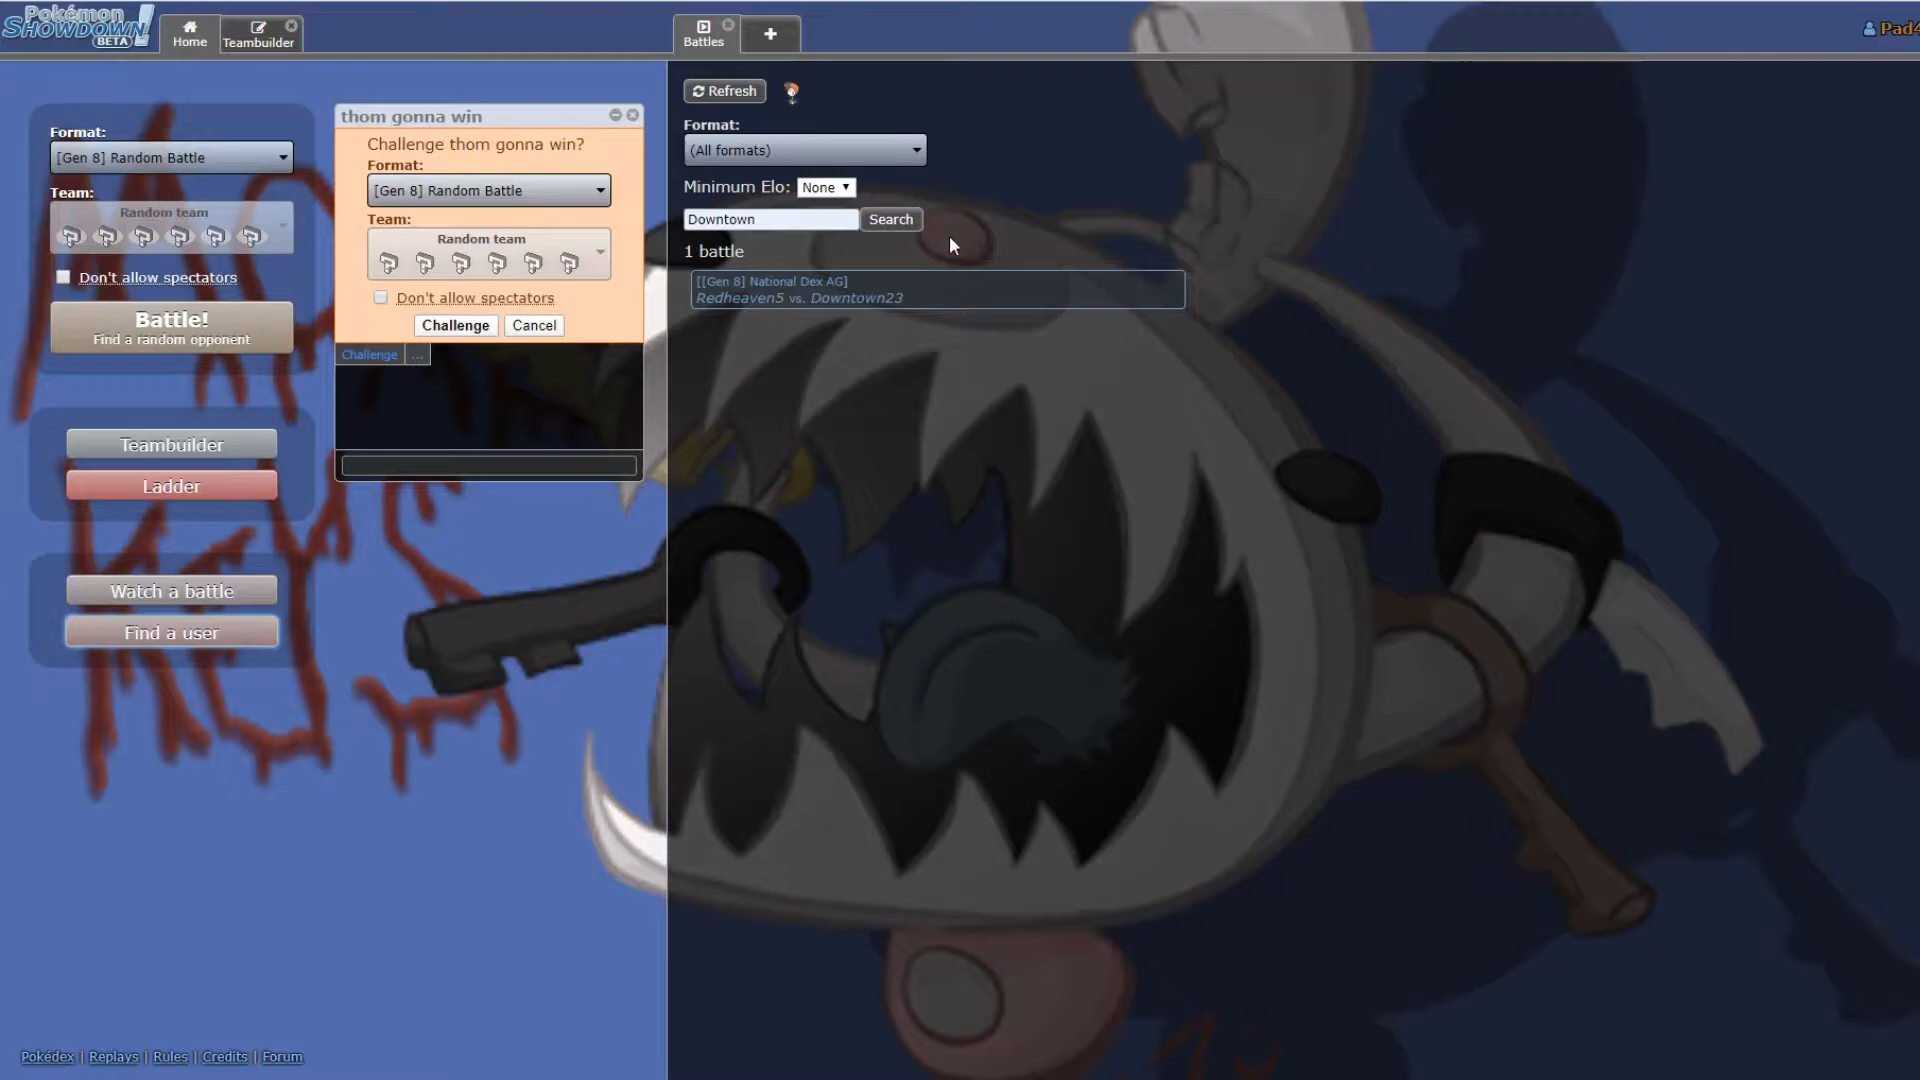 Pokémon
SHOWDOWN!
BETA
Home
Teambuilder
Battles
+
Format:
[Gen 8] Random Battle
Team:
Random team
Don't allow spectators
Battle!
Find a random opponent
Teambuilder
Ladder
Watch a battle
Find a user
thom gonna win
Challenge thom gonna win?
Format:
[Gen 8] Random Battle
Team:
Random team
Don't allow spectators
Challenge Cancel
Challenge ...
Refresh
Format:
(All formats)
Minimum Elo: None
Downtown Search
1 battle
[[Gen 8] National Dex AG]
Redheaven5 vs. Downtown23
Pokédex | Replays | Rules | Credits | Forum